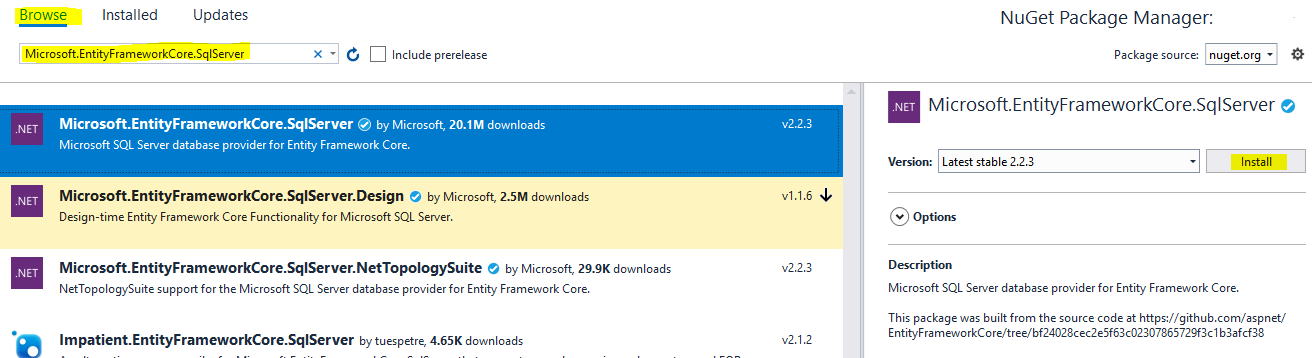 Browse Installed Updates NuGet Package Manager:
Microsoft.EntityFrameworkCore.SqlServer Include prerelease Package source: nuget.org
.NET Microsoft.EntityFrameworkCore.SqlServer by Microsoft, 20.1M downloads v2.2.3
Microsoft SQL Server database provider for Entity Framework Core.
.NET Microsoft.EntityFrameworkCore.SqlServer.Design by Microsoft, 2.5M downloads v1.1.6
Design-time Entity Framework Core Functionality for Microsoft SQL Server.
.NET Microsoft.EntityFrameworkCore.SqlServer.NetTopologySuite by Microsoft, 29.9K downloads v2.2.3
NetTopologySuite support for the Microsoft SQL Server database provider for Entity Framework Core.
Impatient.EntityFrameworkCore.SqlServer by tuespetre, 4.65K downloads v2.1.2
.NET Microsoft.EntityFrameworkCore.SqlServer
Version: Latest stable 2.2.3 Install
Options
Description
Microsoft SQL Server database provider for Entity Framework Core.
This package was built from the source code at https://github.com/aspnet/
EntityFrameworkCore/tree/bf24028cec2e5f63c02307865729f3c1b3afcf38